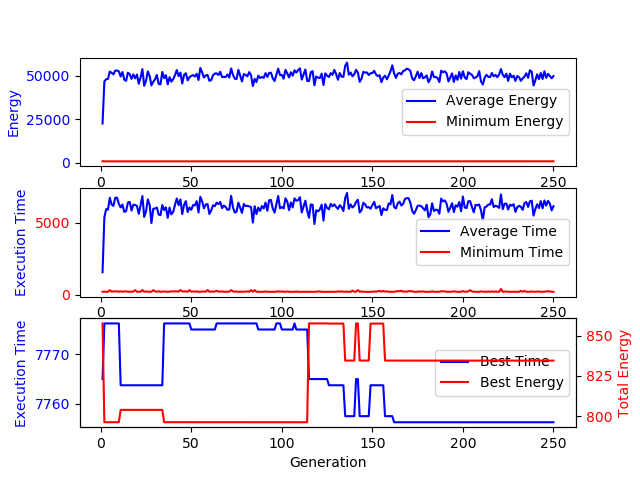 50000
25000
0
Energy
Average Energy
Minimum Energy
0 50 100 150 200 250
5000
0
Execution Time
Average Time
Minimum Time
0 50 100 150 200 250
7770
7760
Execution Time
Best Time
Best Energy
850
825
800
Total Energy
0 50 100 150 200 250
Generation